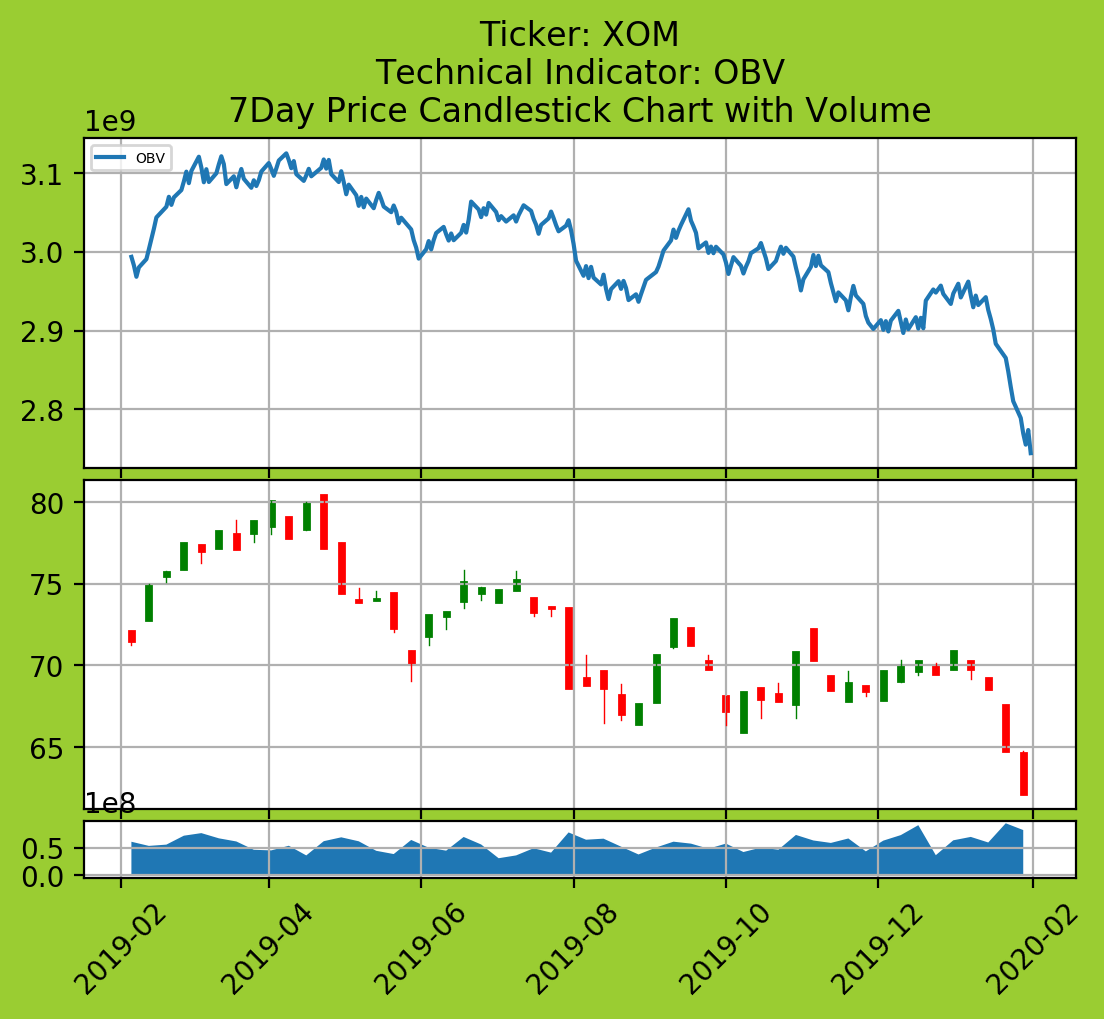 Ticker: XOM
Technical Indicator: OBV
7Day Price Candlestick Chart with Volume
1e9
OBV
3.1
3.0
2.9
2.8
80
75
70
65
1e8
0.5
0.0
2019-02
2019-04
2019-06
2019-08
2019-10
2019-12
2020-02